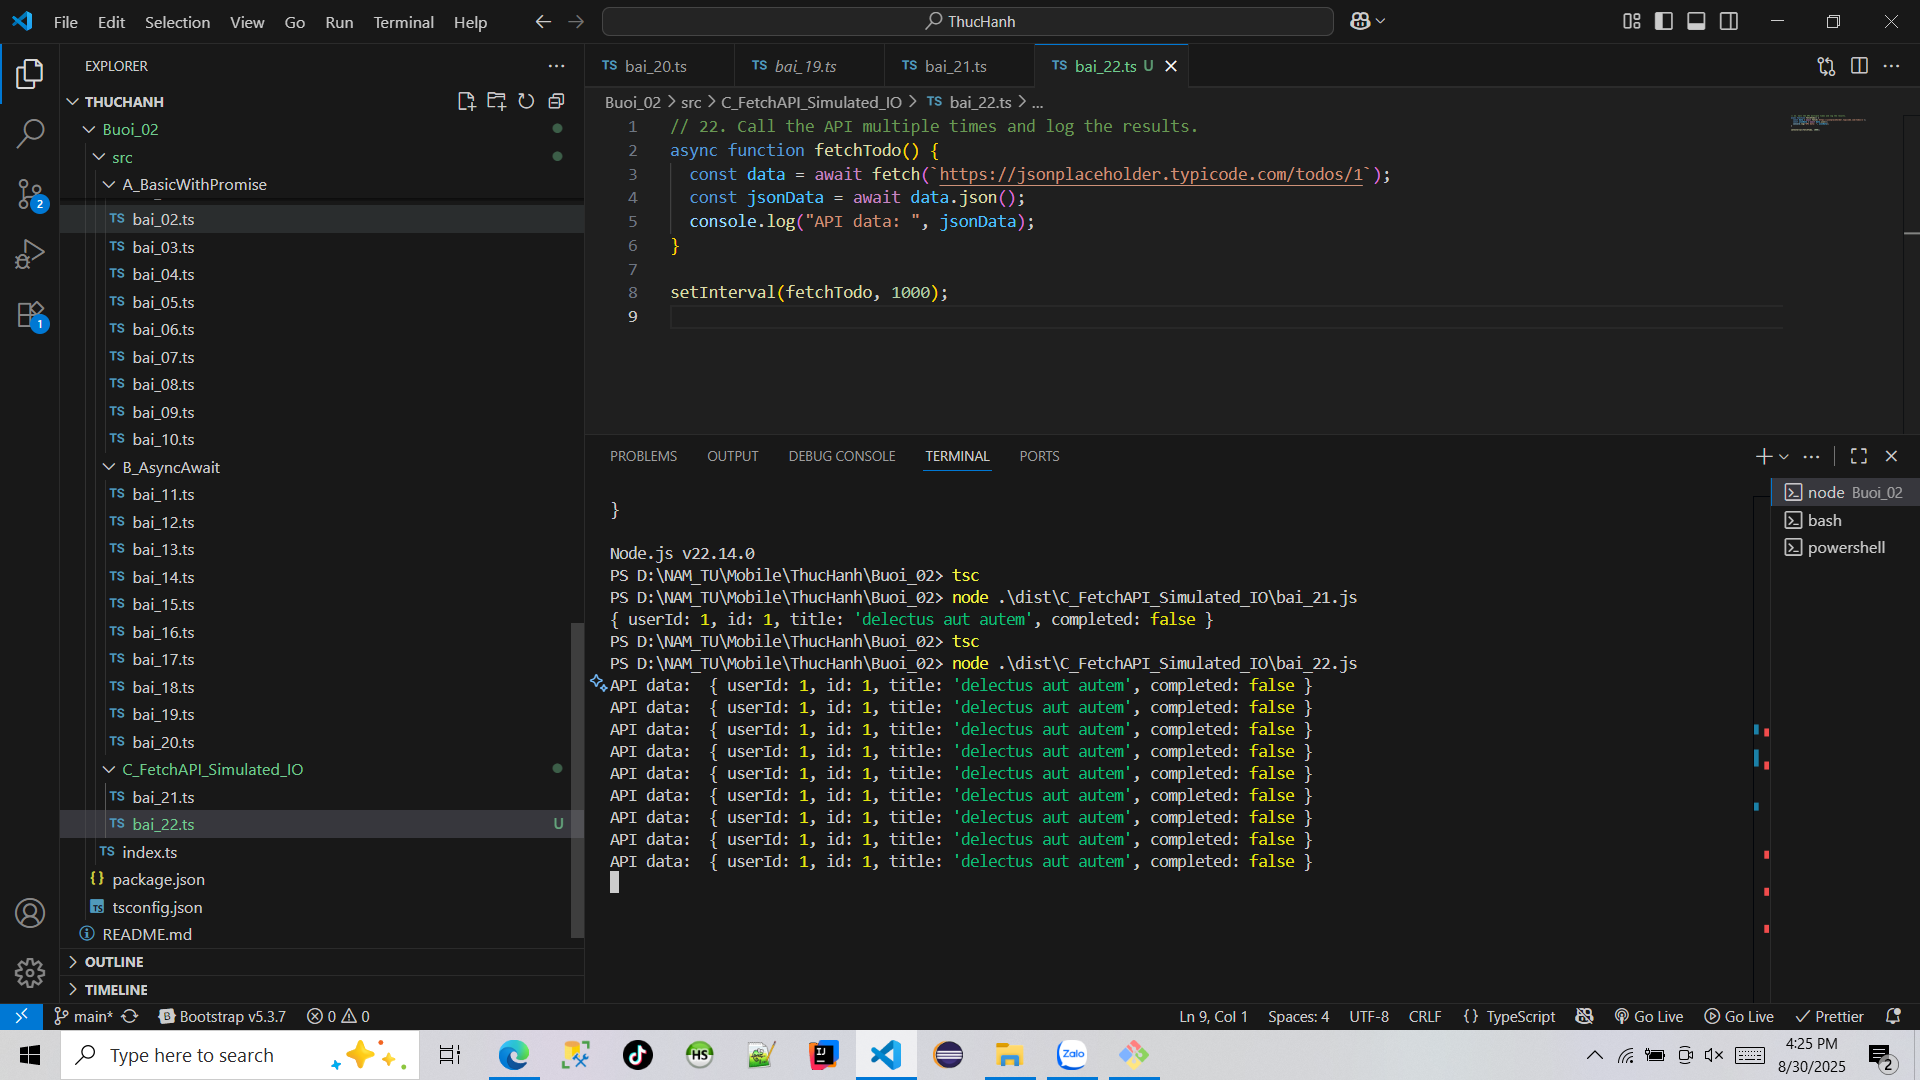 File Edit Selection View Go Run Terminal Help
ThucHanh
EXPLORER
THUCHANH
Buoi_02
src
A_BasicWithPromise
TS bai_02.ts
TS bai_03.ts
TS bai_04.ts
TS bai_05.ts
TS bai_06.ts
TS bai_07.ts
TS bai_08.ts
TS bai_09.ts
TS bai_10.ts
B_AsyncAwait
TS bai_11.ts
TS bai_12.ts
TS bai_13.ts
TS bai_14.ts
TS bai_15.ts
TS bai_16.ts
TS bai_17.ts
TS bai_18.ts
TS bai_19.ts
TS bai_20.ts
C_FetchAPI_Simulated_IO
TS bai_21.ts
TS bai_22.ts U
TS index.ts
{} package.json
TS tsconfig.json
README.md
OUTLINE
TIMELINE
2
1
TS bai_20.ts TS bai_19.ts TS bai_21.ts TS bai_22.ts U
Buoi_02 > src > C_FetchAPI_Simulated_IO > TS bai_22.ts > ...
1 // 22. Call the API multiple times and log the results.
2 async function fetchTodo() {
3 const data = await fetch(`https://jsonplaceholder.typicode.com/todos/1`);
4 const jsonData = await data.json();
5 console.log("API data: ", jsonData);
6 }
7
8 setInterval(fetchTodo, 1000);
9
PROBLEMS OUTPUT DEBUG CONSOLE TERMINAL PORTS
}
Node.js v22.14.0
PS D:\NAM_TU\Mobile\ThucHanh\Buoi_02> tsc
PS D:\NAM_TU\Mobile\ThucHanh\Buoi_02> node .\dist\C_FetchAPI_Simulated_IO\bai_21.js
{ userId: 1, id: 1, title: 'delectus aut autem', completed: false }
PS D:\NAM_TU\Mobile\ThucHanh\Buoi_02> tsc
PS D:\NAM_TU\Mobile\ThucHanh\Buoi_02> node .\dist\C_FetchAPI_Simulated_IO\bai_22.js
API data:  { userId: 1, id: 1, title: 'delectus aut autem', completed: false }
API data:  { userId: 1, id: 1, title: 'delectus aut autem', completed: false }
API data:  { userId: 1, id: 1, title: 'delectus aut autem', completed: false }
API data:  { userId: 1, id: 1, title: 'delectus aut autem', completed: false }
API data:  { userId: 1, id: 1, title: 'delectus aut autem', completed: false }
API data:  { userId: 1, id: 1, title: 'delectus aut autem', completed: false }
API data:  { userId: 1, id: 1, title: 'delectus aut autem', completed: false }
API data:  { userId: 1, id: 1, title: 'delectus aut autem', completed: false }
API data:  { userId: 1, id: 1, title: 'delectus aut autem', completed: false }
node Buoi_02
bash
powershell
main* Bootstrap v5.3.7 0 0 Ln 9, Col 1 Spaces: 4 UTF-8 CRLF {} TypeScript Go Live Go Live Prettier
Type here to search
HS
IJ
Zalo
4:25 PM
8/30/2025
2